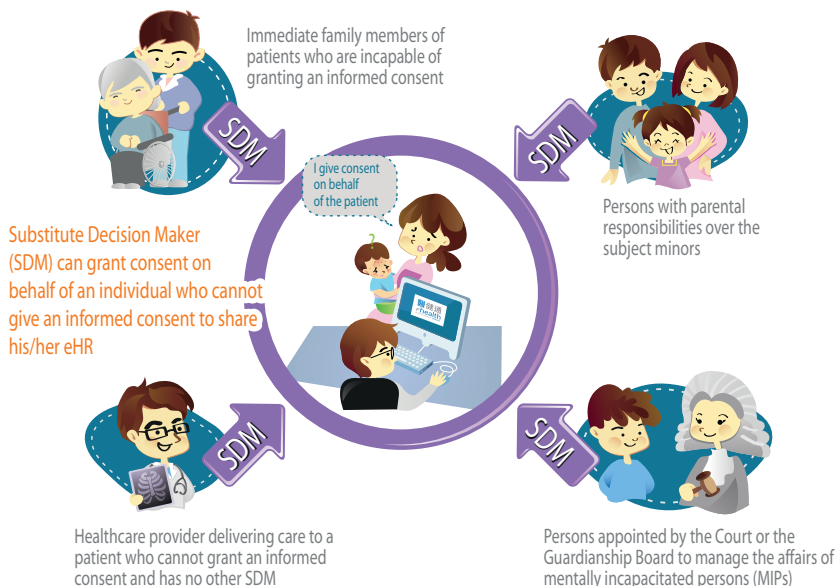 Immediate family members of
patients who are incapable of
granting an informed consent
SDM
SDM
I give consent
on behalf
of the patient
Persons with parental
responsibilities over the
subject minors
Substitute Decision Maker
(SDM) can grant consent on
behalf of an individual who cannot
give an informed consent to share
his/her eHR
醫健通
ehealth
SDM
SDM
Healthcare provider delivering care to a
patient who cannot grant an informed
consent and has no other SDM
Persons appointed by the Court or the
Guardianship Board to manage the affairs of
mentally incapacitated persons (MIPs)